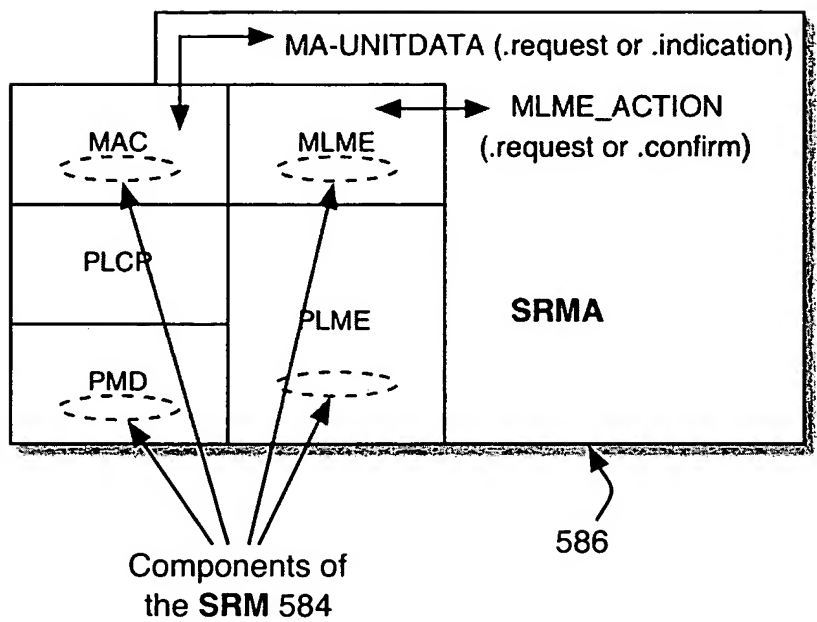 MA-UNITDATA (.request or .indication)
MLME_ACTION
(.request or .confirm)
MAC
MLME
PLCP
PLME
SRMA
PMD
586
Components of
the SRM 584